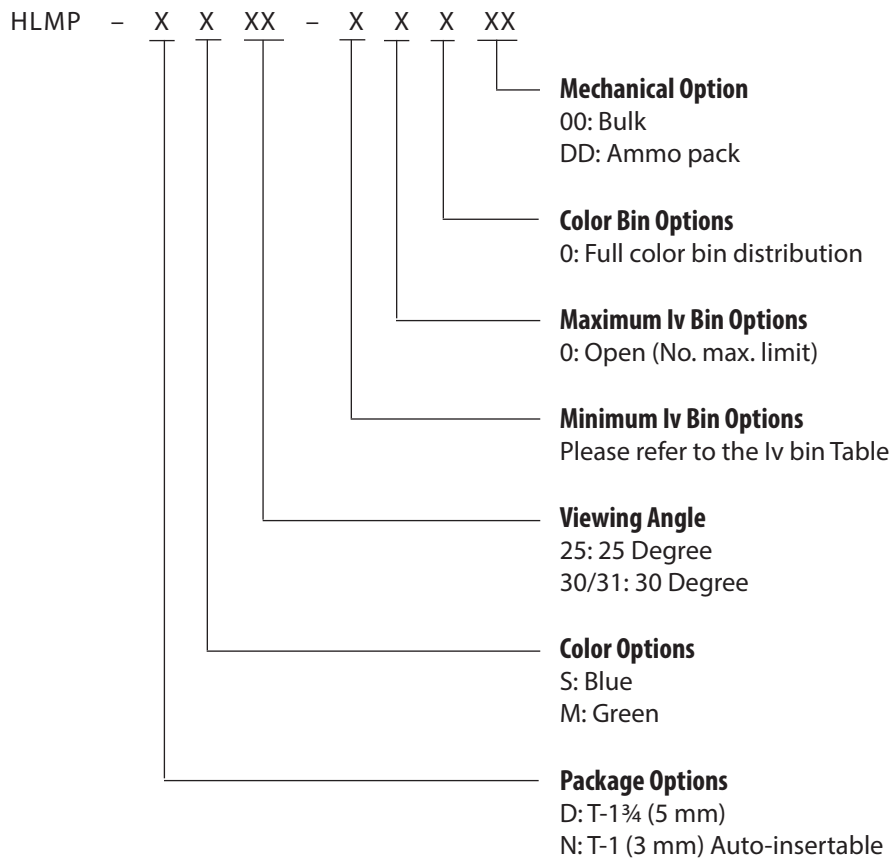 HLMP – X X XX – X X X XX
Mechanical Option
00: Bulk
DD: Ammo pack
Color Bin Options
0: Full color bin distribution
Maximum Iv Bin Options
0: Open (No. max. limit)
Minimum Iv Bin Options
Please refer to the Iv bin Table
Viewing Angle
25: 25 Degree
30/31: 30 Degree
Color Options
S: Blue
M: Green
Package Options
D: T-1¾ (5 mm)
N: T-1 (3 mm) Auto-insertable